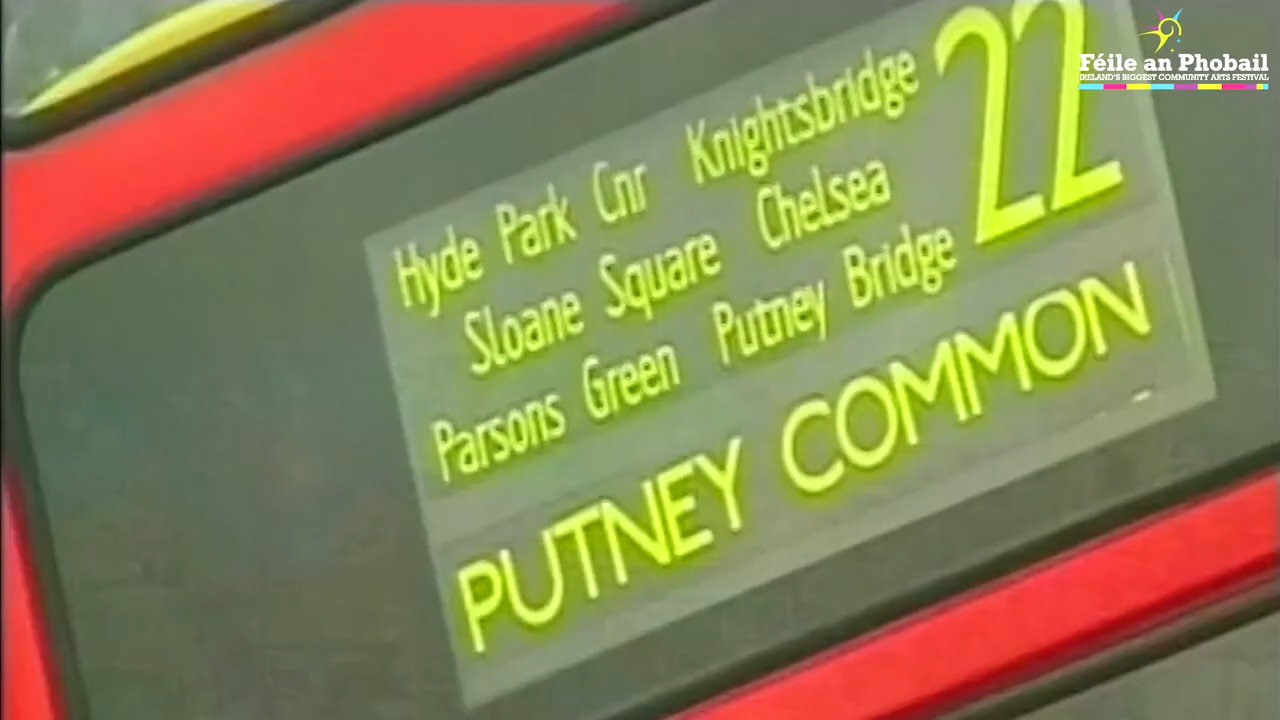 Hyde Park Cnr Knightsbridge
22
Sloane Square Chelsea
Parsons Green Putney Bridge
PUTNEY COMMON
Féile an Phobail
IRELAND'S BIGGEST COMMUNITY ARTS FESTIVAL